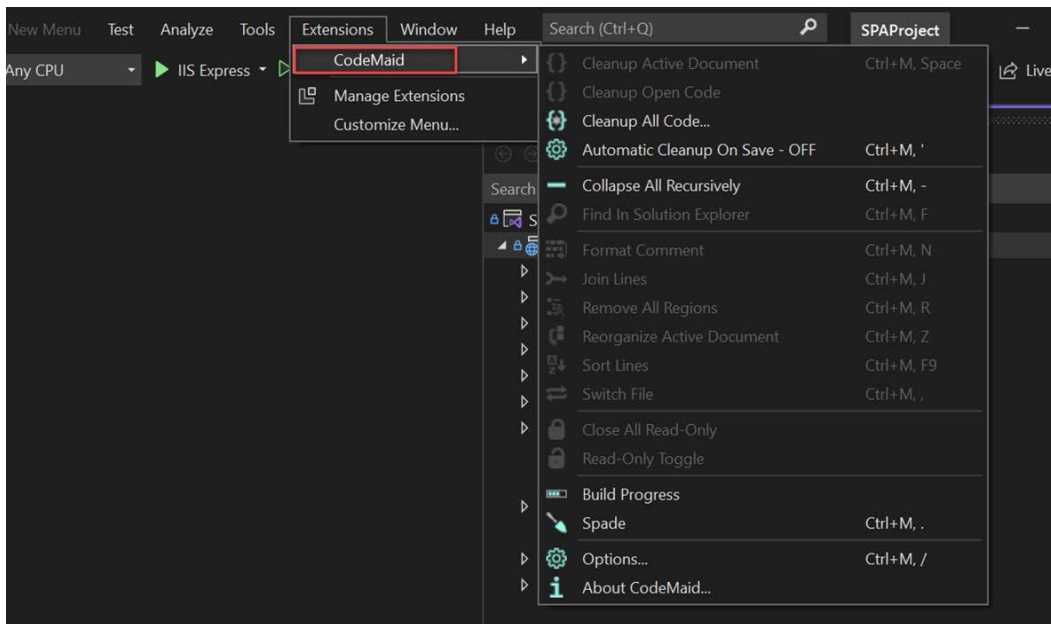 New Menu Test Analyze Tools Extensions Window Help Search (Ctrl+Q) SPAProject
Any CPU IIS Express Live
CodeMaid
Manage Extensions
Customize Menu...
Cleanup Active Document Ctrl+M, Space
Cleanup Open Code
Cleanup All Code...
Automatic Cleanup On Save - OFF Ctrl+M, '
Search
Collapse All Recursively Ctrl+M, -
S
Find In Solution Explorer Ctrl+M, F
Format Comment Ctrl+M, N
Join Lines Ctrl+M, J
Remove All Regions Ctrl+M, R
Reorganize Active Document Ctrl+M, Z
Sort Lines Ctrl+M, F9
Switch File Ctrl+M, ,
Close All Read-Only
Read-Only Toggle
Build Progress
Spade Ctrl+M, .
Options... Ctrl+M, /
About CodeMaid...